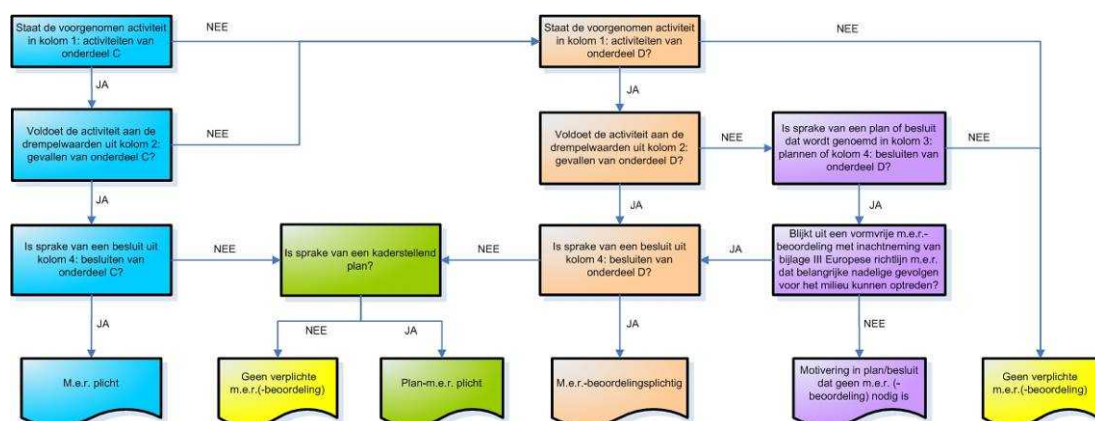 Staat de voorgenomen activiteit
in kolom 1: activiteiten van
onderdeel C
NEE
Staat de voorgenomen activiteit
in kolom 1: activiteiten van
onderdeel D?
NEE
JA
JA
Voldoet de activiteit aan de
drempelwaarden uit kolom 2:
gevallen van onderdeel C?
NEE
Voldoet de activiteit aan de
drempelwaarden uit kolom 2:
gevallen van onderdeel D?
NEE
Is sprake van een plan of besluit
dat wordt genoemd in kolom 3:
plannen of kolom 4: besluiten van
onderdeel D?
NEE
JA
JA
JA
Is sprake van een besluit uit
kolom 4: besluiten van
onderdeel C?
NEE
Is sprake van een kaderstellend
plan?
NEE
Is sprake van een besluit uit
kolom 4: besluiten van
onderdeel D?
JA
Blijkt uit een vormvrije m.e.r.-
beoordeling met inachtneming van
bijlage III Europese richtlijn m.e.r.
dat belangrijke nadelige gevolgen
voor het milieu kunnen optreden?
JA
NEE
JA
JA
NEE
M.e.r. plicht
Geen verplichte
m.e.r.(-beoordeling)
Plan-m.e.r. plicht
M.e.r.-beoordelingsplichtig
Motivering in plan/besluit
dat geen m.e.r. (-
beoordeling) nodig is
Geen verplichte
m.e.r.(-beoordeling)